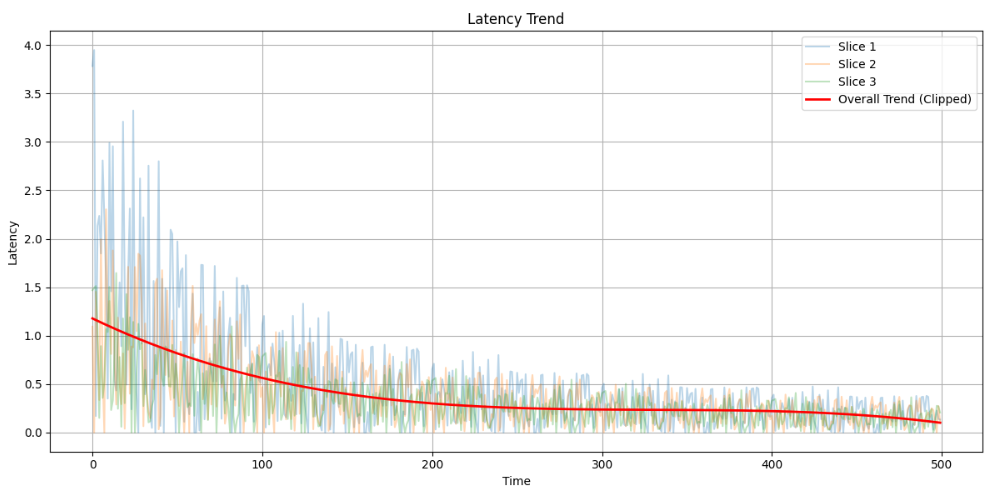 Latency Trend
Slice 1
Slice 2
Slice 3
Overall Trend (Clipped)
Latency
4.0
3.5
3.0
2.5
2.0
1.5
1.0
0.5
0.0
0 100 200 300 400 500
Time